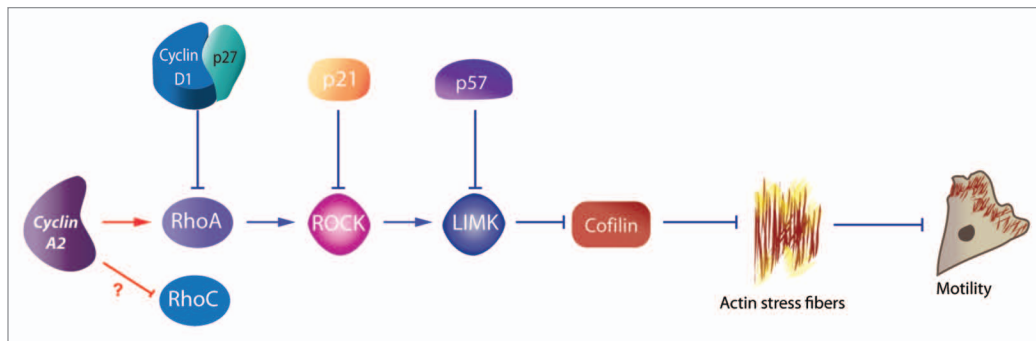 Cyclin
D1
p27
p21
p57
Cyclin
A2
RhoA
ROCK
LIMK
Cofilin
?
RhoC
Actin stress fibers
Motility